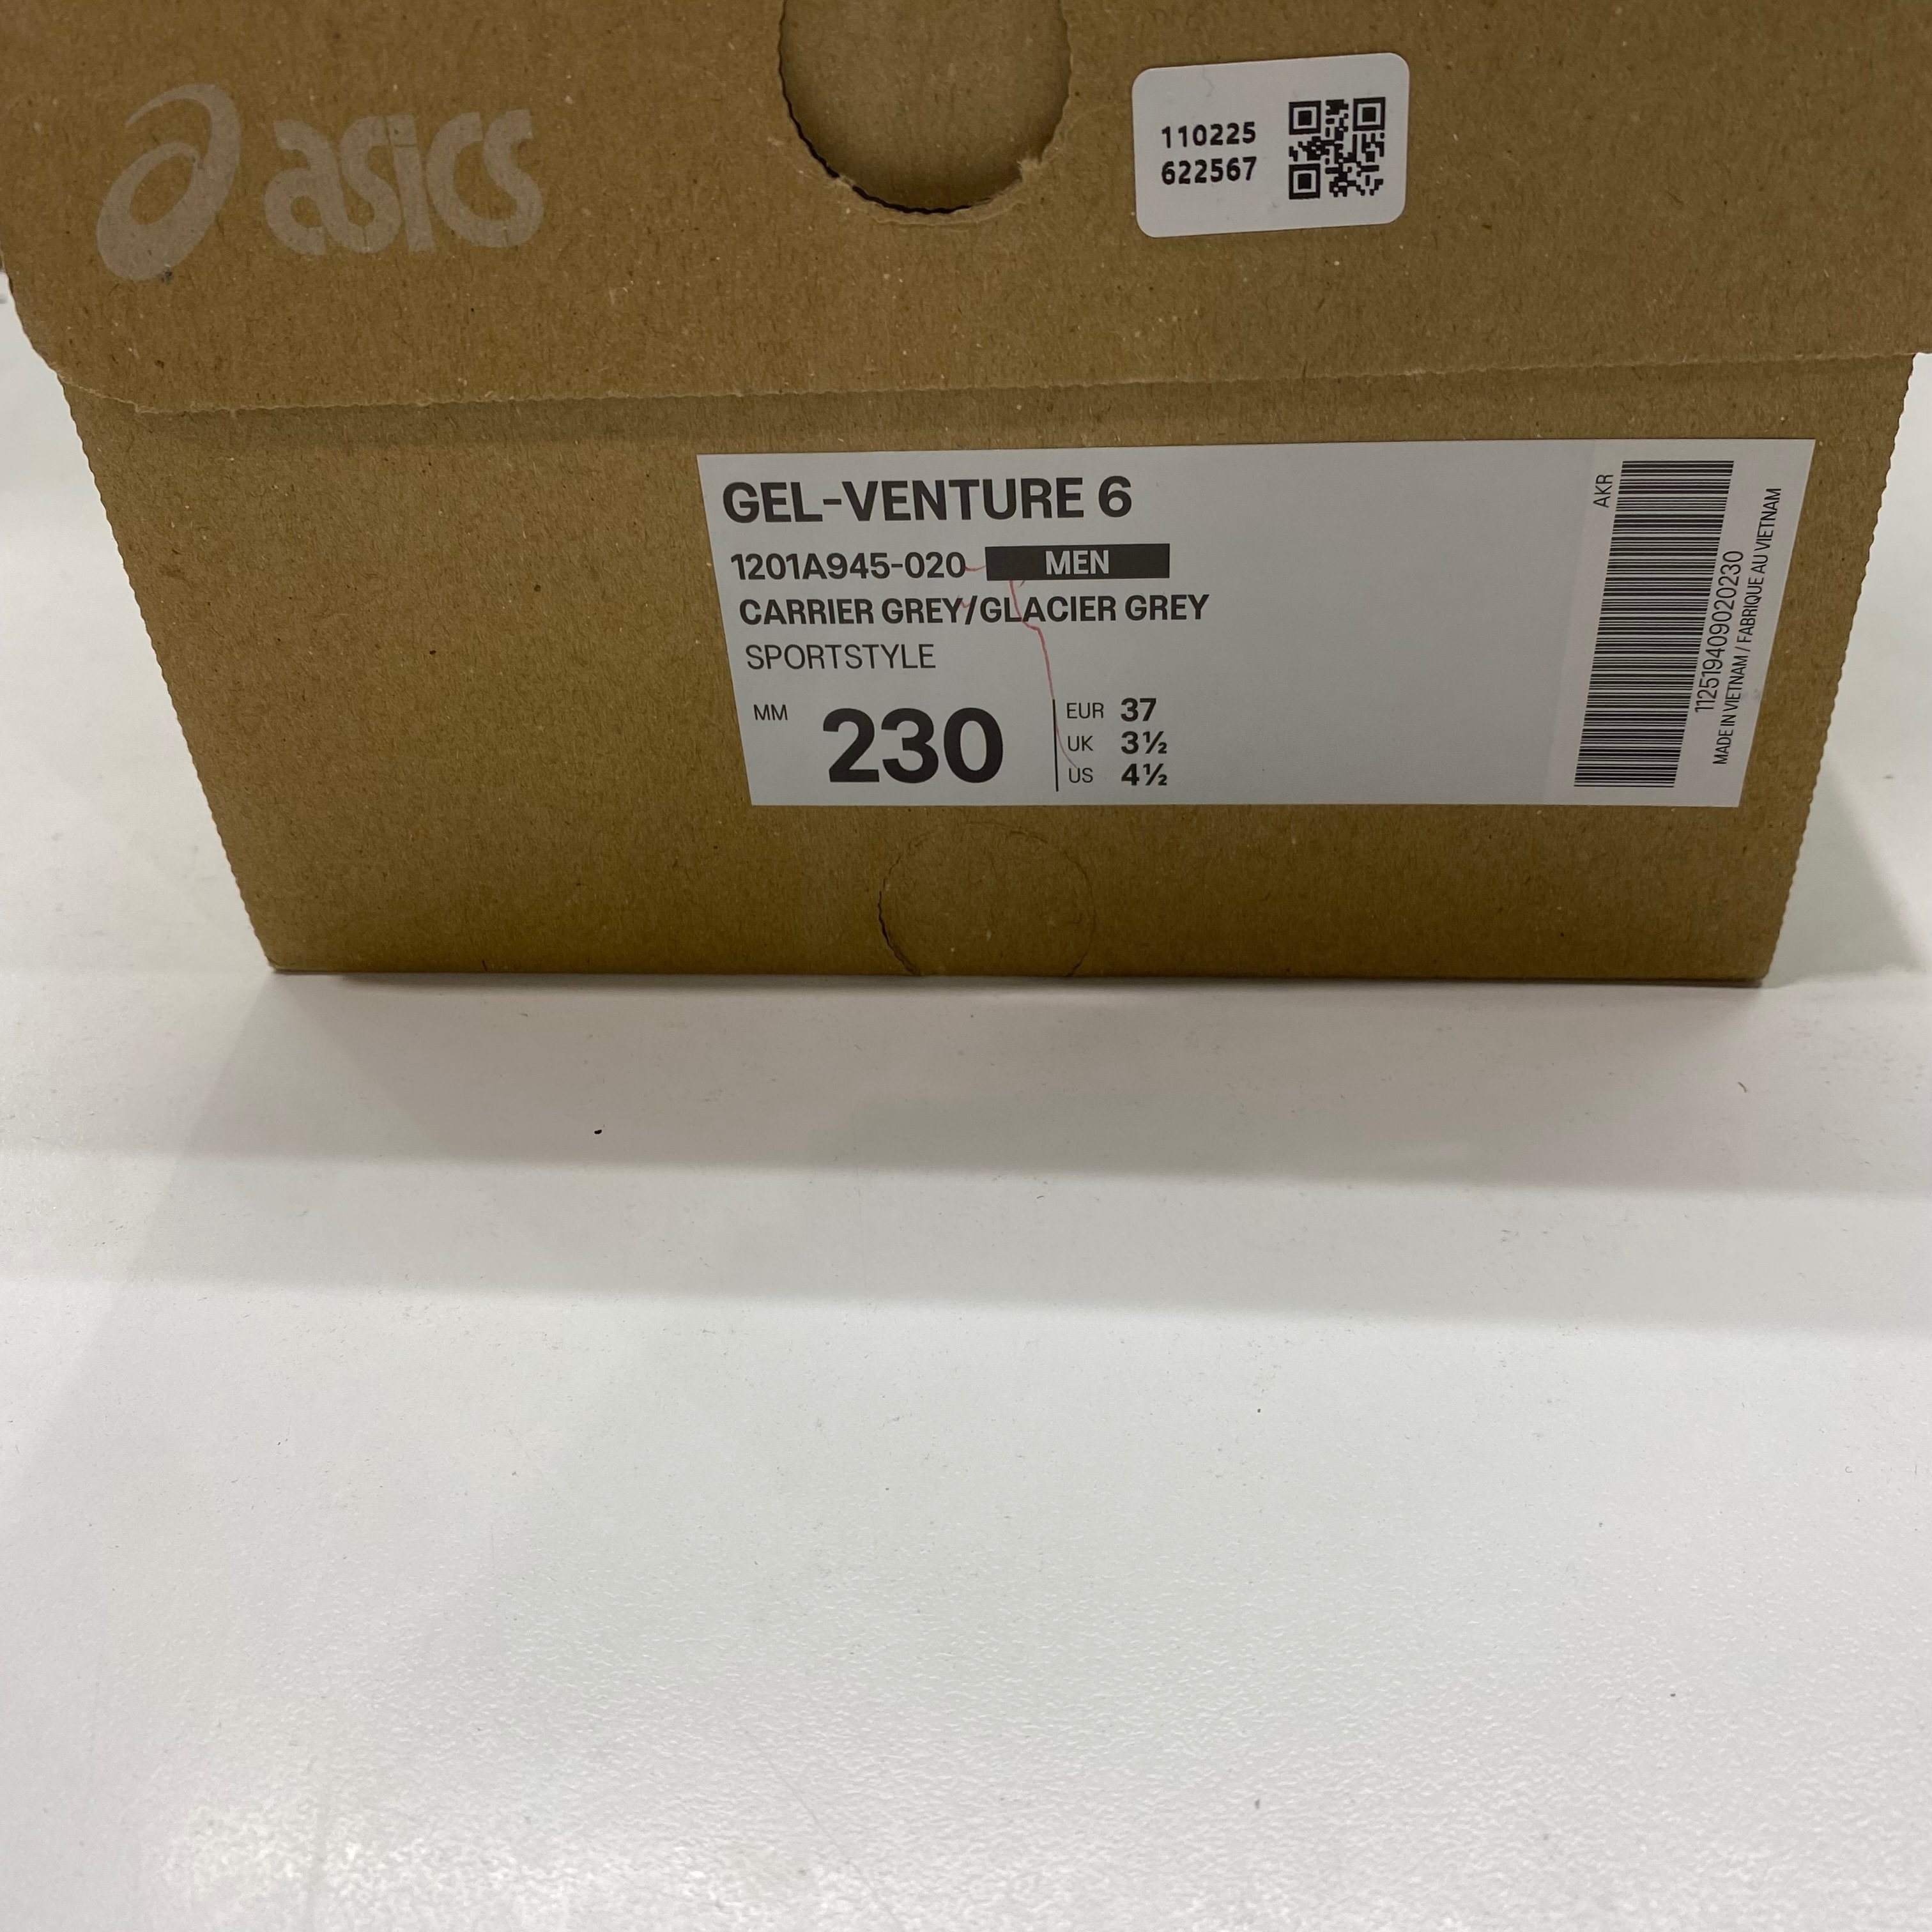 asics
110225
622567
GEL-VENTURE 6
1201A945-020 MEN
CARRIER GREY/GLACIER GREY
SPORTSTYLE
MM 230
EUR 37
UK 3½
US 4½
AKR
1125194090020230
MADE IN VIETNAM / FABRIQUE AU VIETNAM